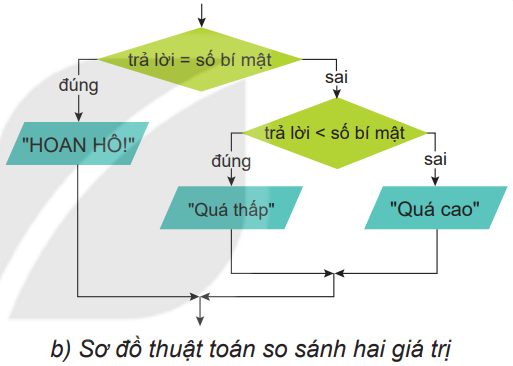 trả lời = số bí mật
đúng
sai
"HOAN HÔ!"
trả lời < số bí mật
đúng
sai
"Quá thấp"
"Quá cao"
b) Sơ đồ thuật toán so sánh hai giá trị